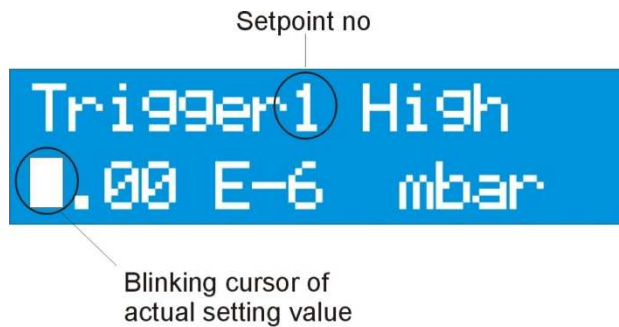 Setpoint no
Trigger1 High
.00 E-6 mbar
Blinking cursor of
actual setting value